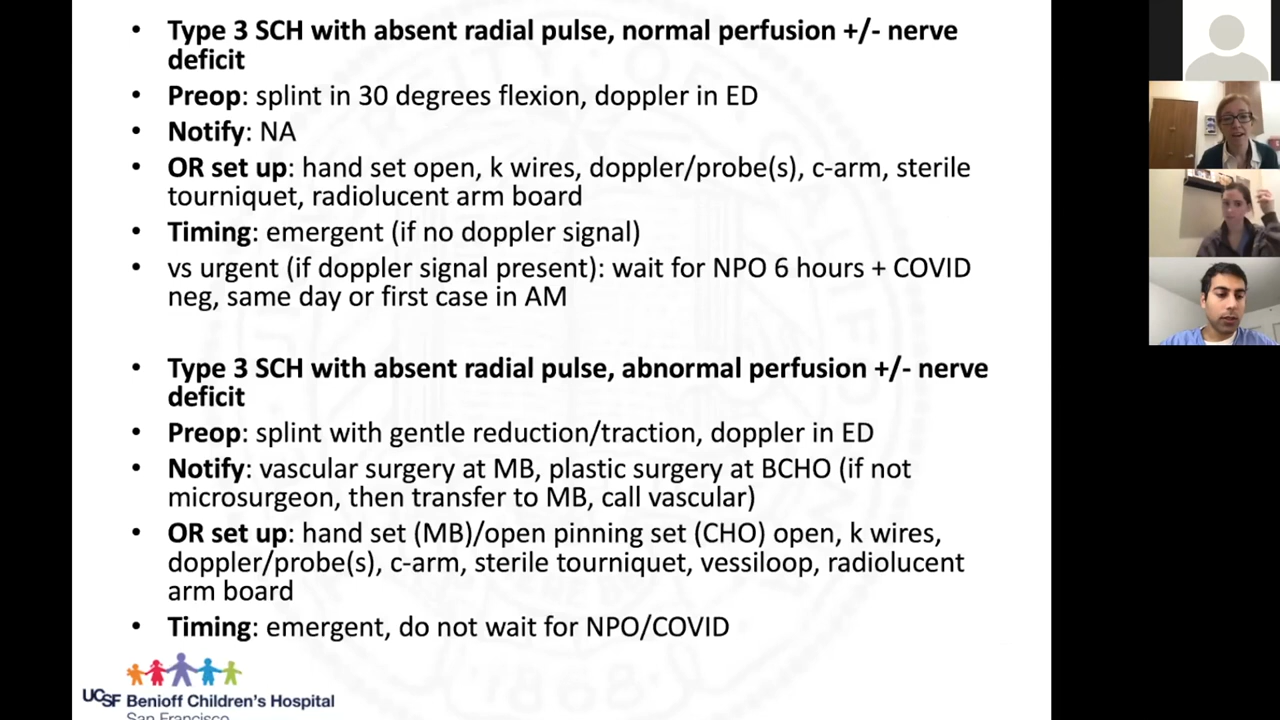 • Type 3 SCH with absent radial pulse, normal perfusion +/- nerve
deficit
• Preop: splint in 30 degrees flexion, doppler in ED
• Notify: NA
• OR set up: hand set open, k wires, doppler/probe(s), c-arm, sterile
tourniquet, radiolucent arm board
• Timing: emergent (if no doppler signal)
• vs urgent (if doppler signal present): wait for NPO 6 hours + COVID
neg, same day or first case in AM
• Type 3 SCH with absent radial pulse, abnormal perfusion +/- nerve
deficit
• Preop: splint with gentle reduction/traction, doppler in ED
• Notify: vascular surgery at MB, plastic surgery at BCHO (if not
microsurgeon, then transfer to MB, call vascular)
• OR set up: hand set (MB)/open pinning set (CHO) open, k wires,
doppler/probe(s), c-arm, sterile tourniquet, vessiloop, radiolucent
arm board
• Timing: emergent, do not wait for NPO/COVID
1868
UCSF Benioff Children's Hospital
San Francisco